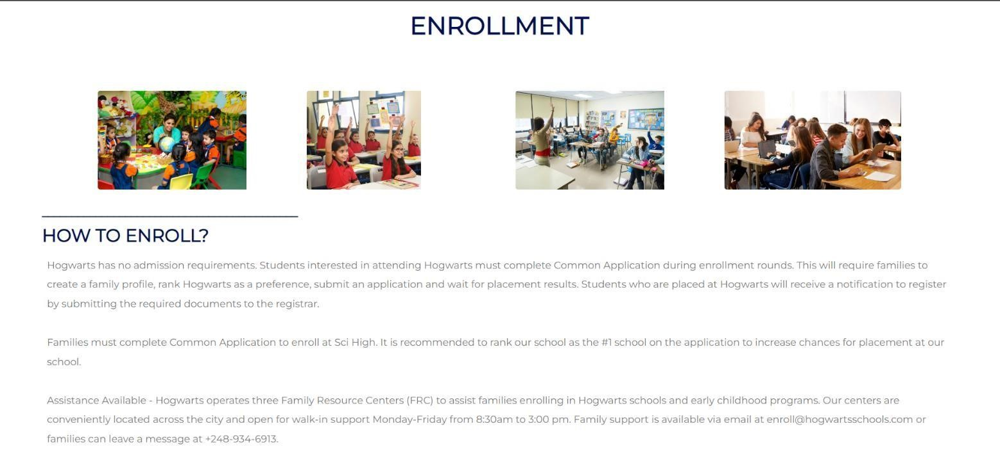 ENROLLMENT
HOW TO ENROLL?
Hogwarts has no admission requirements. Students interested in attending Hogwarts must complete Common Application during enrollment rounds. This will require families to
create a family profile, rank Hogwarts as a preference, submit an application and wait for placement results. Students who are placed at Hogwarts will receive a notification to register
by submitting the required documents to the registrar.
Families must complete Common Application to enroll at Sci High. It is recommended to rank our school as the #1 school on the application to increase chances for placement at our
school.
Assistance Available - Hogwarts operates three Family Resource Centers (FRC) to assist families enrolling in Hogwarts schools and early childhood programs. Our centers are
conveniently located across the city and open for walk-in support Monday-Friday from 8:30am to 3:00 pm. Family support is available via email at enroll@hogwartsschools.com or
families can leave a message at +248-934-6913.